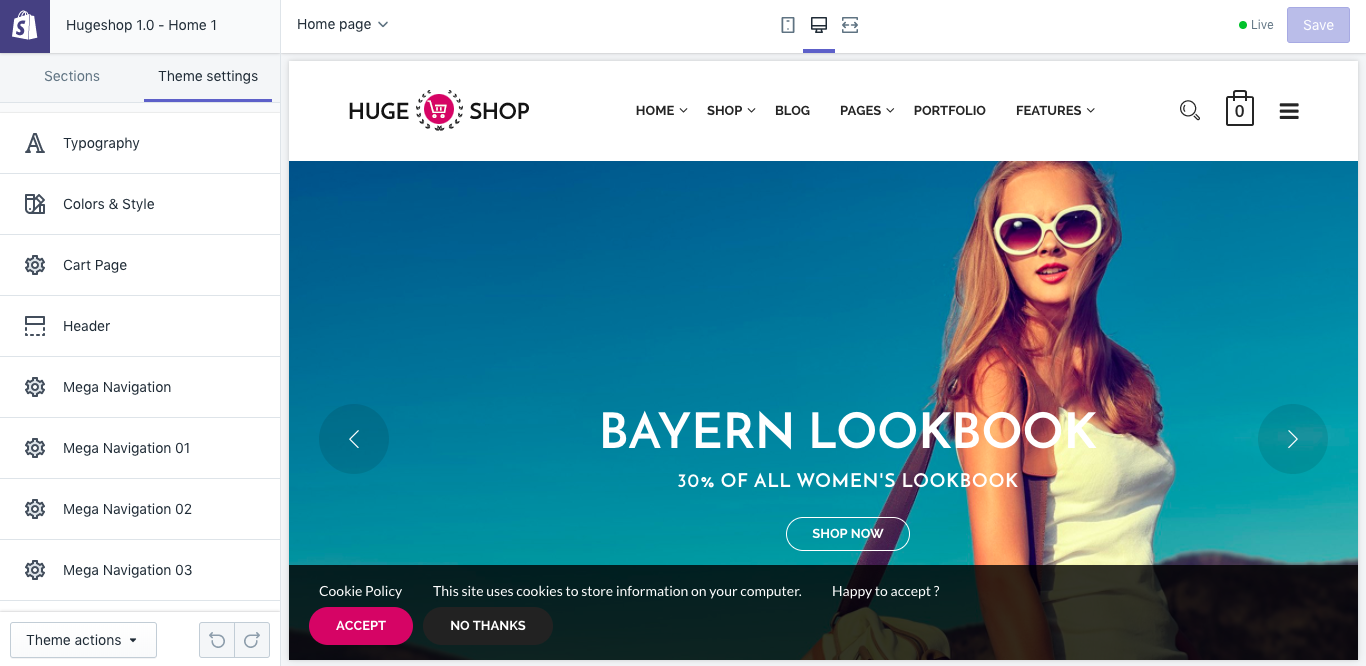 Hugeshop 1.0 - Home 1
Home page
Live
Save
Sections
Theme settings
Typography
Colors & Style
Cart Page
Header
Mega Navigation
Mega Navigation 01
Mega Navigation 02
Mega Navigation 03
Theme actions
HUGE SHOP
HOME SHOP BLOG PAGES PORTFOLIO FEATURES
0
BAYERN LOOKBOOK
30% OF ALL WOMEN'S LOOKBOOK
SHOP NOW
Cookie Policy This site uses cookies to store information on your computer. Happy to accept ?
ACCEPT NO THANKS